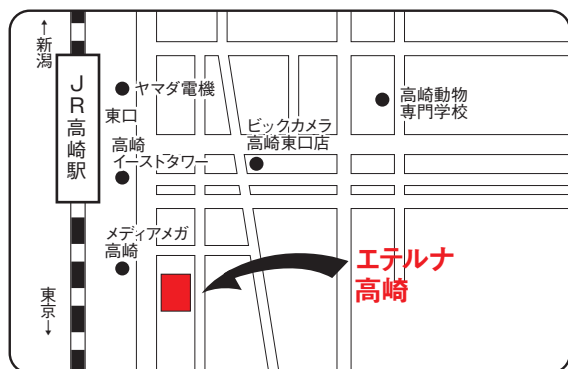 ←新潟
JR高崎駅
東口
ヤマダ電機
高崎
イーストタワー
ビックカメラ
高崎東口店
高崎動物
専門学校
メディアメガ
高崎
エテルナ
高崎
東京→